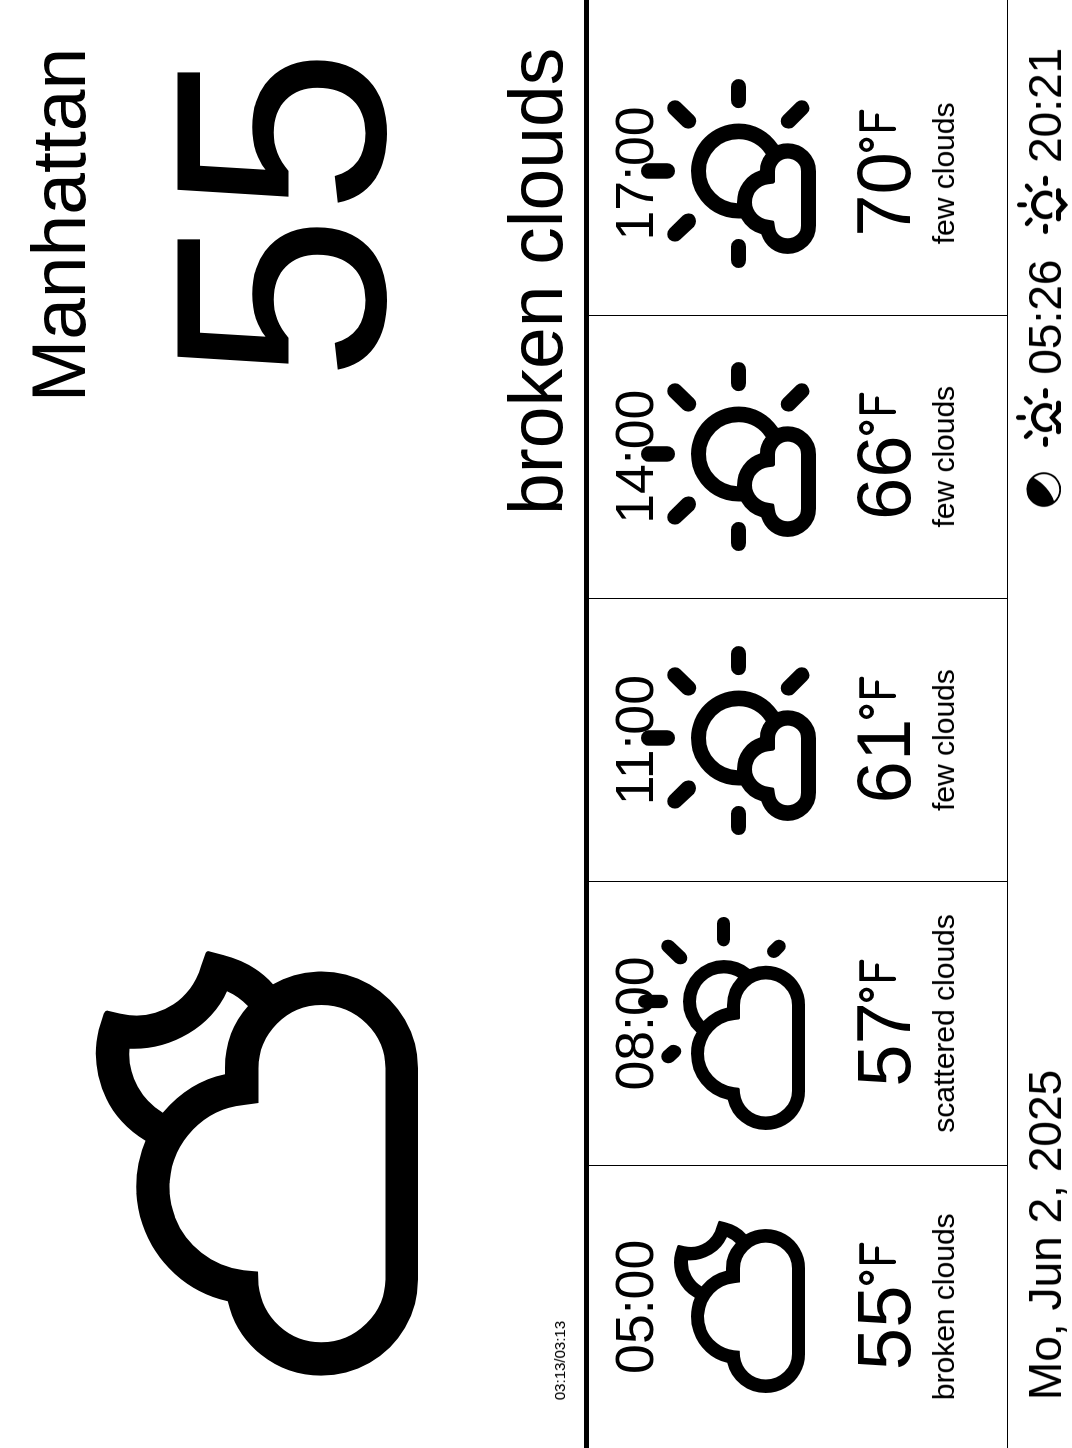 Manhattan
55
broken clouds
03:13/03:13
05:00
55°F
broken clouds
08:00
57°F
scattered clouds
11:00
61°F
few clouds
14:00
66°F
few clouds
17:00
70°F
few clouds
Mo, Jun 2, 2025
05:26
20:21